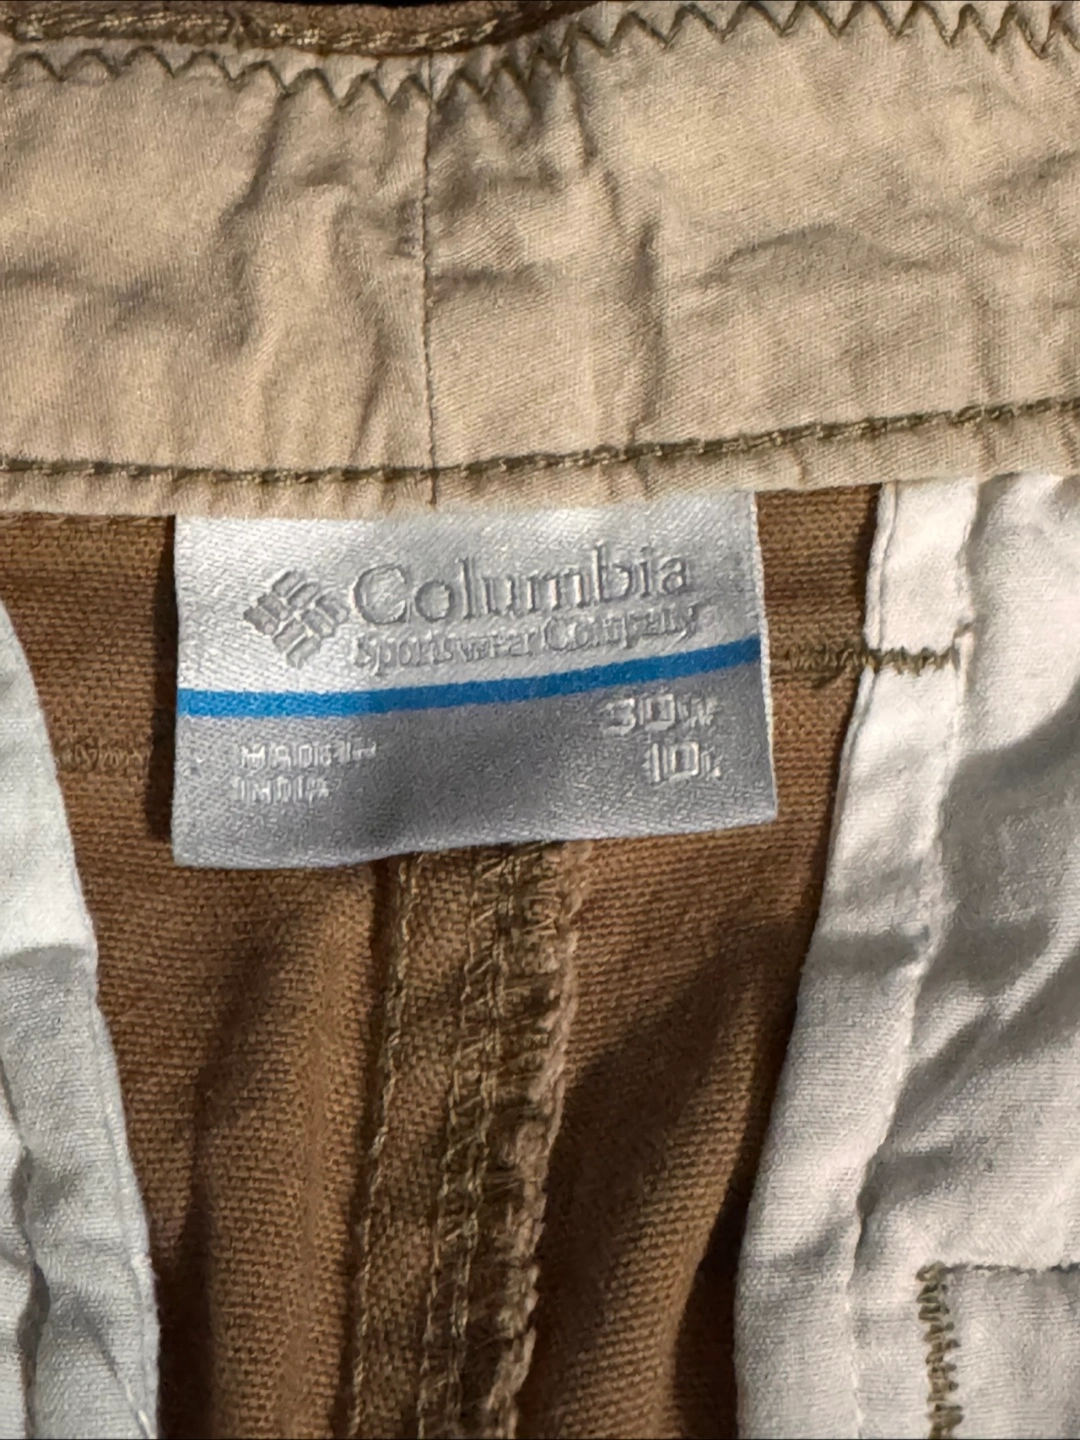 Columbia
Sportswear Company
30W
10L
MADE IN
INDIA